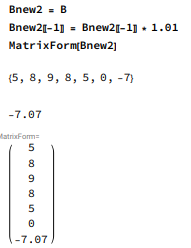 Bnew2 = B
Bnew2〚-1〛 = Bnew2〚-1〛 * 1.01
MatrixForm[Bnew2]
{5, 8, 9, 8, 5, 0, -7}
-7.07
MatrixForm=
5
8
9
8
5
0
-7.07